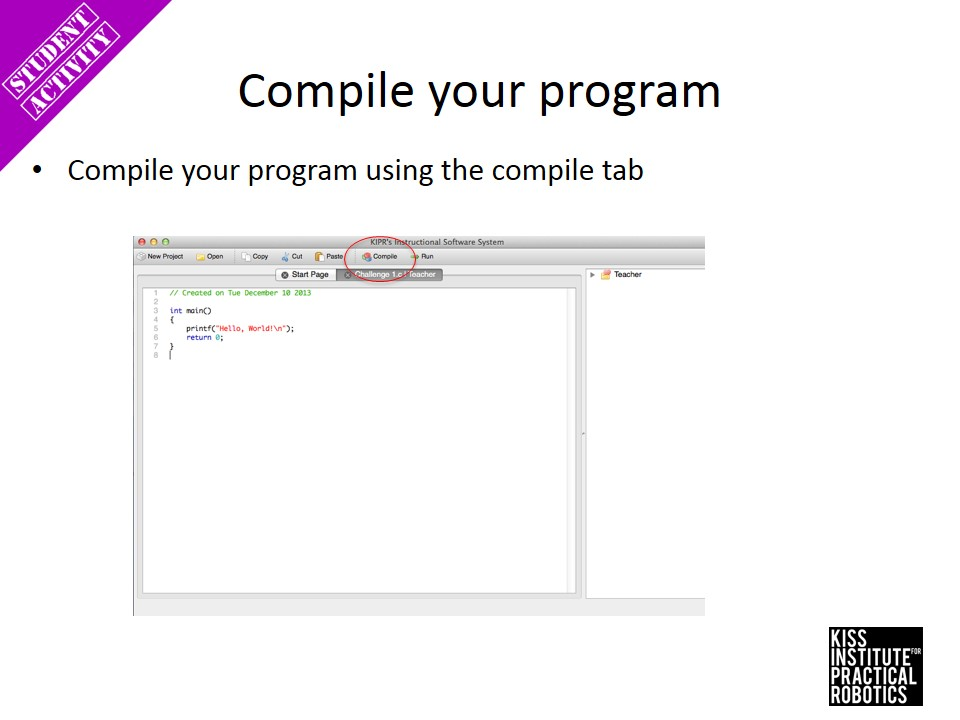 STUDENT
ACTIVITY
Compile your program
• Compile your program using the compile tab
KIPR's Instructional Software System
New Project Open Copy Cut Paste Compile Run
Start Page Challenge 1.c Teacher
Teacher
1 // Created on Tue December 10 2013
2
3 int main()
4 {
5 printf("Hello, World!\n");
6 return 0;
7 }
8
KISS
INSTITUTE FOR
PRACTICAL
ROBOTICS